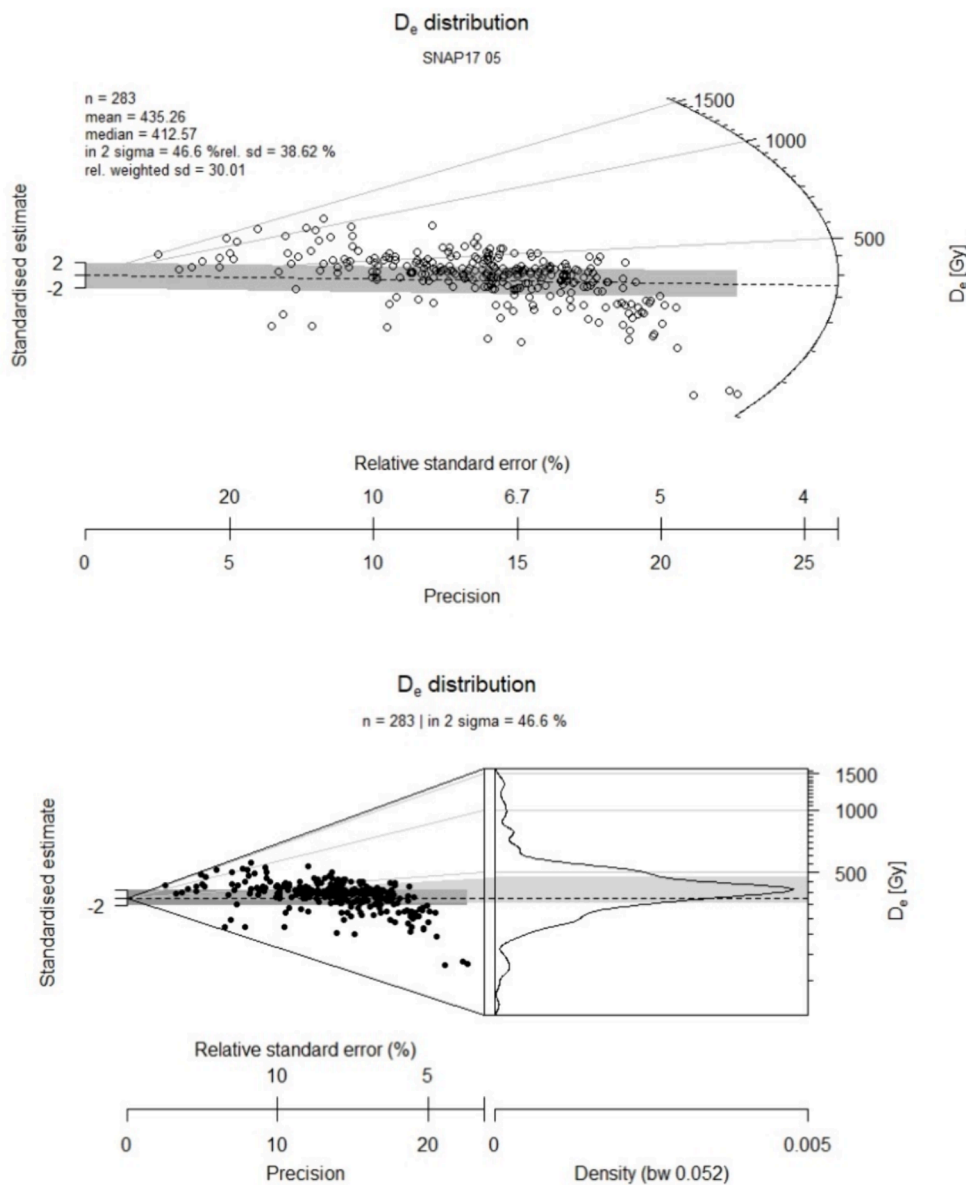 De distribution
SNAP17 05
n = 283
mean = 435.26
median = 412.57
in 2 sigma = 46.6 %rel. sd = 38.62 %
rel. weighted sd = 30.01
1500
1000
500
De [Gy]
Standardised estimate
2
-2
Relative standard error (%)
20 10 6.7 5 4
0 5 10 15 20 25
Precision
De distribution
n = 283 | in 2 sigma = 46.6 %
1500
1000
500
De [Gy]
Standardised estimate
-2
Relative standard error (%)
10 5
0 10 20 0 0.005
Precision Density (bw 0.052)